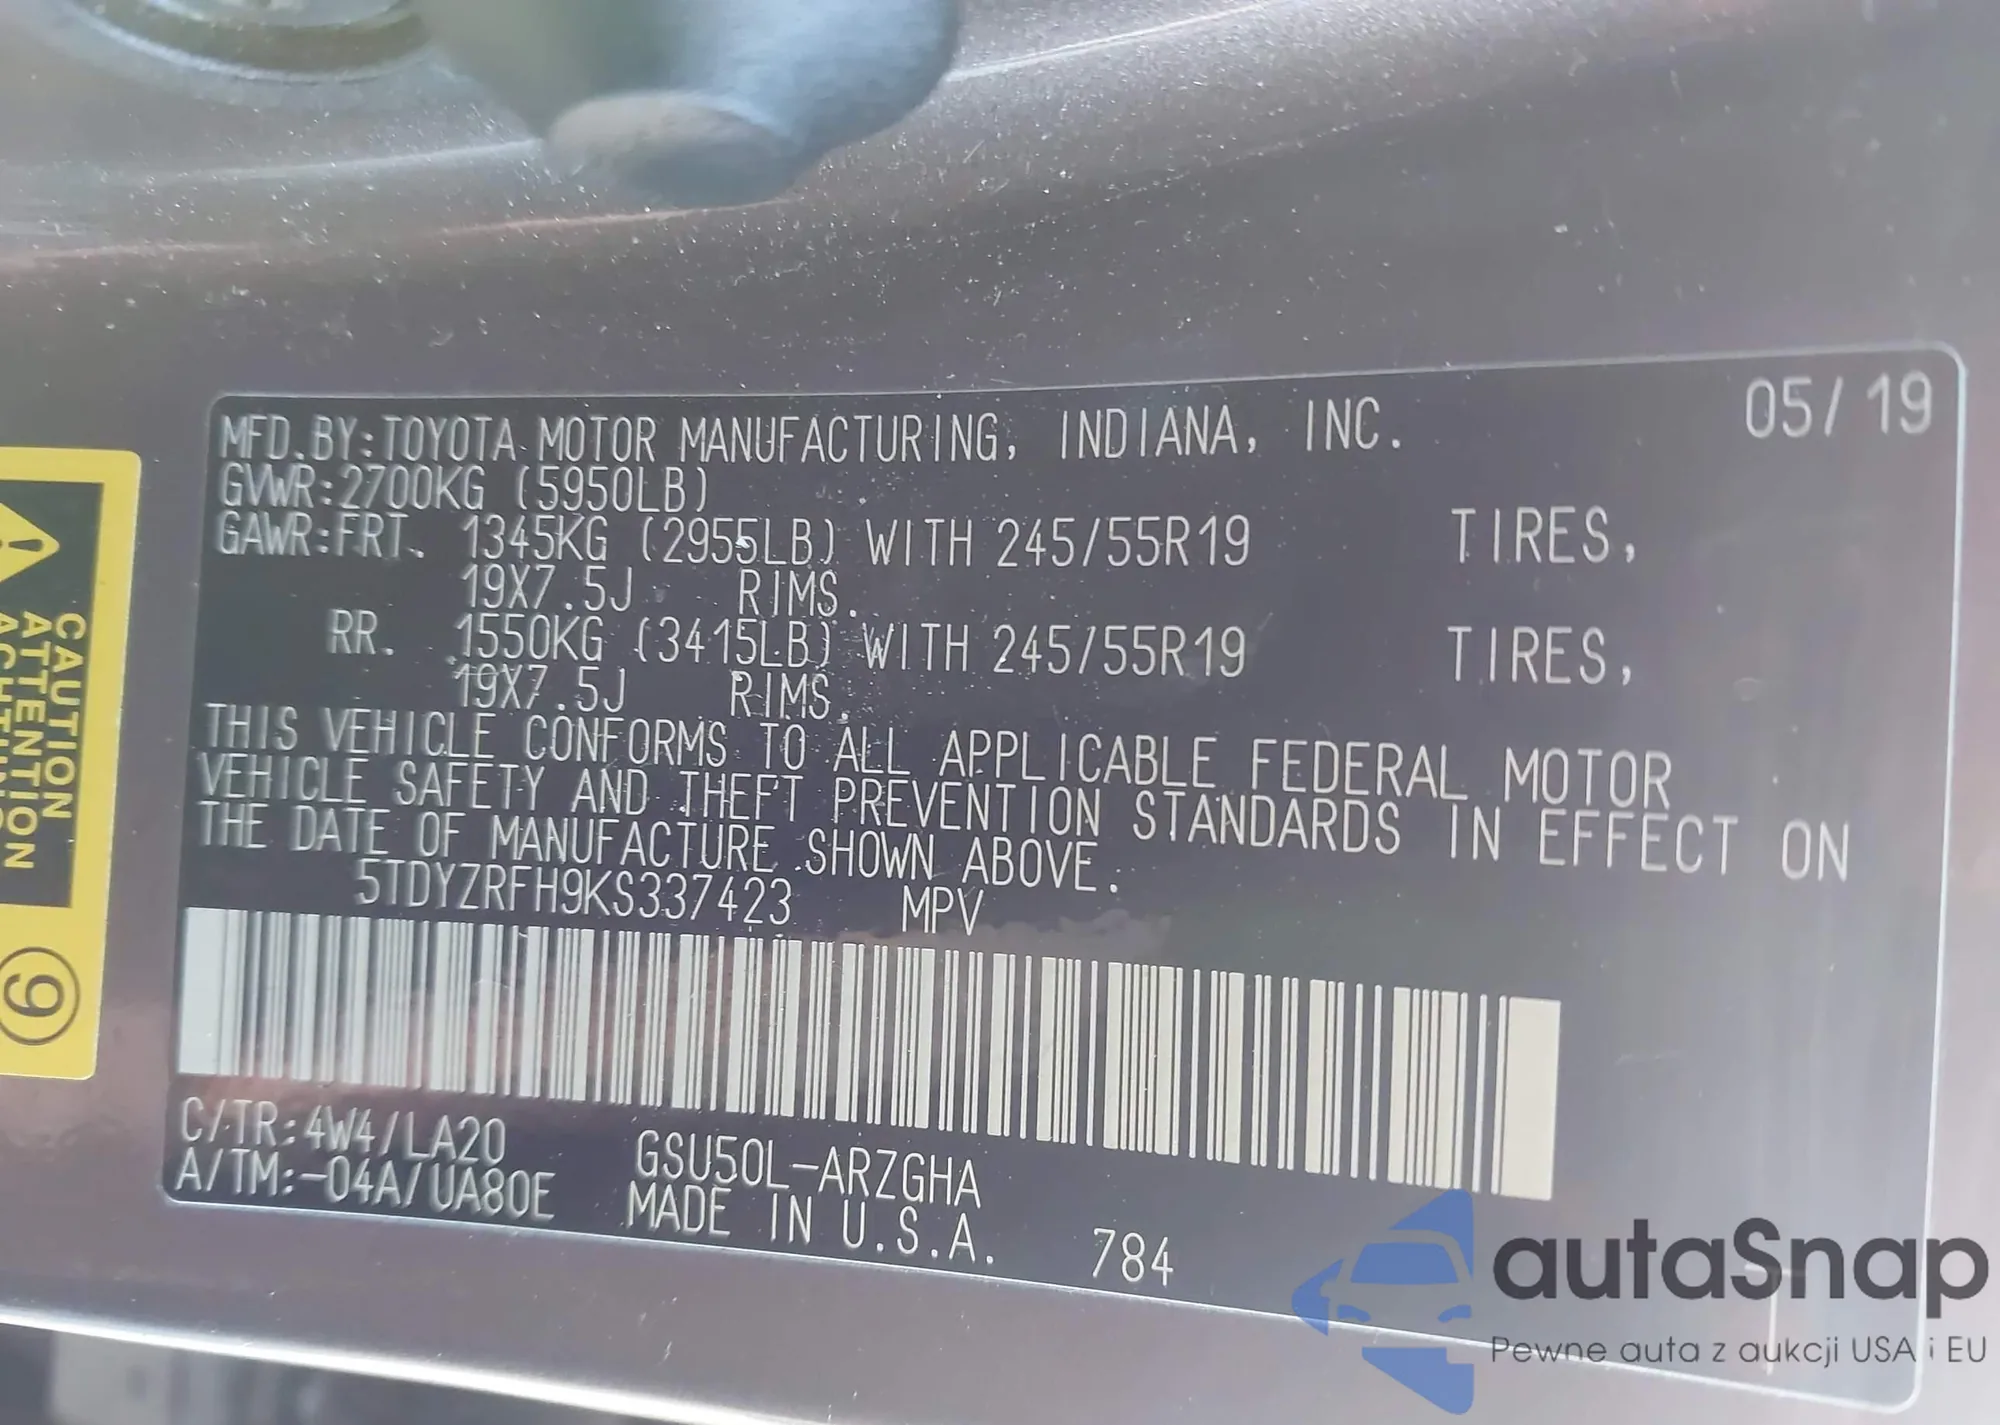 MFD. BY: TOYOTA MOTOR MANUFACTURING, INDIANA, INC. 05/19
GVWR: 2700KG (5950LB)
GAWR: FRT. 1345KG (2955LB) WITH 245/55R19 TIRES,
19X7.5J RIMS.
RR. 1550KG (3415LB) WITH 245/55R19 TIRES,
19X7.5J RIMS.
THIS VEHICLE CONFORMS TO ALL APPLICABLE FEDERAL MOTOR
VEHICLE SAFETY AND THEFT PREVENTION STANDARDS IN EFFECT ON
THE DATE OF MANUFACTURE SHOWN ABOVE.
5TDYZRFH9KS337423 MPV
C/TR: 4W4/LA20 GSU50L-ARZGHA
A/TM: -04A/UA80E MADE IN U.S.A. 784
CAUTION
ATTENTION
9
autaSnap
Pewne auta z aukcji USA i EU